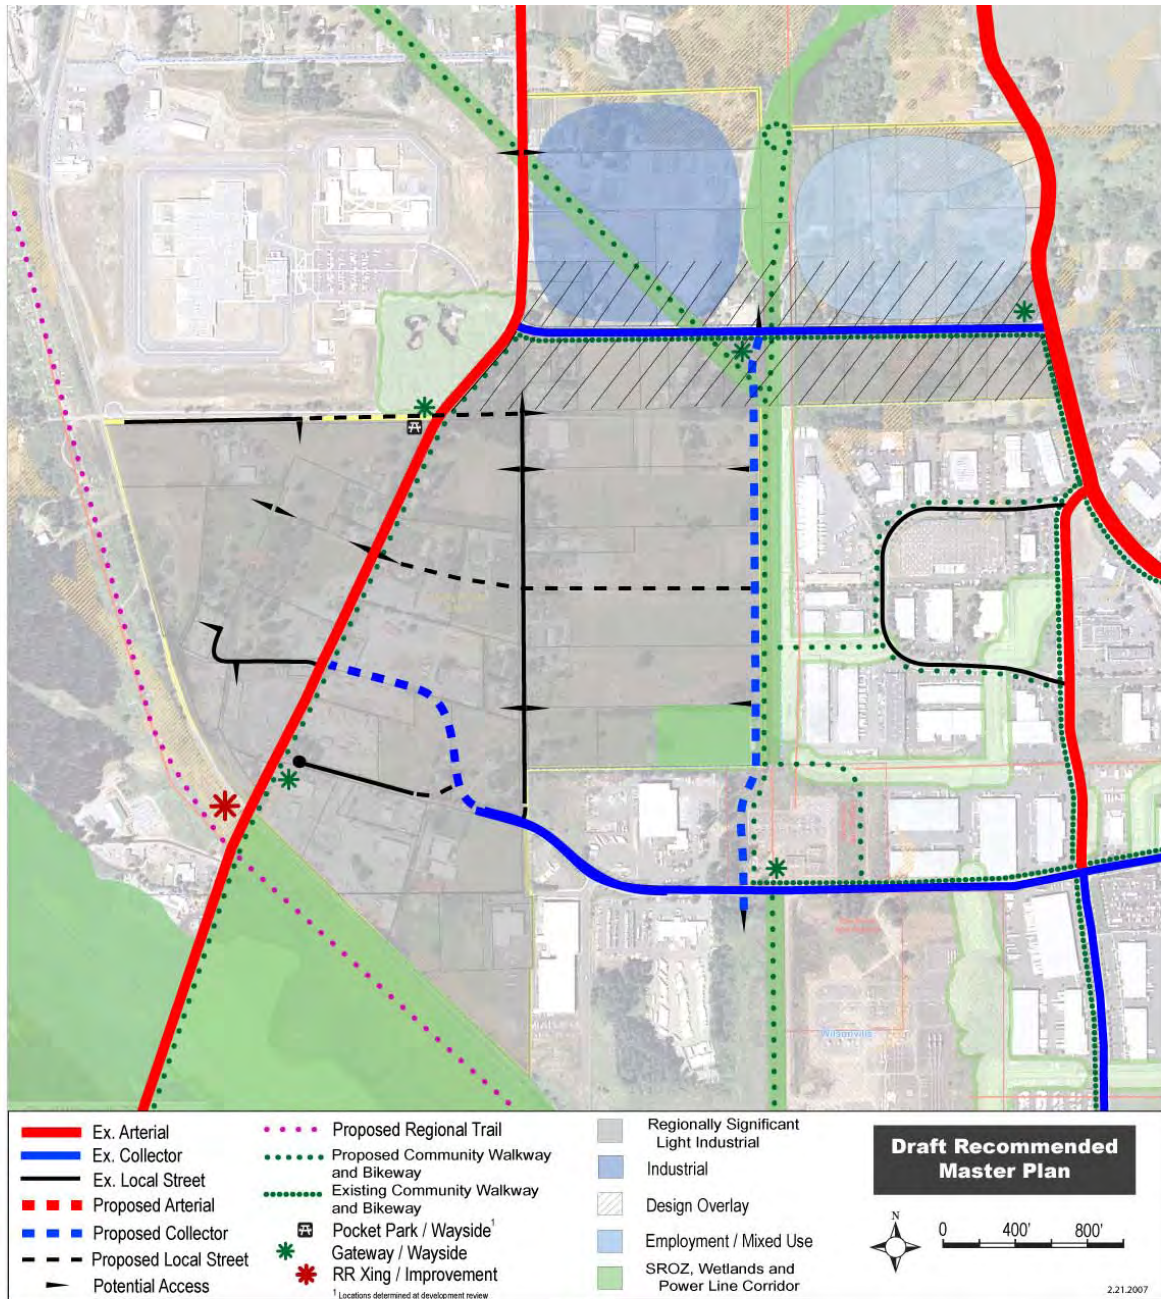 Ex. Arterial
Ex. Collector
Ex. Local Street
Proposed Arterial
Proposed Collector
Proposed Local Street
Potential Access
Proposed Regional Trail
Proposed Community Walkway
and Bikeway
Existing Community Walkway
and Bikeway
Pocket Park / Wayside¹
Gateway / Wayside
RR Xing / Improvement
¹ Locations determined at development review
Regionally Significant
Light Industrial
Industrial
Design Overlay
Employment / Mixed Use
SROZ, Wetlands and
Power Line Corridor
Draft Recommended
Master Plan
N
0 400' 800'
2.21.2007